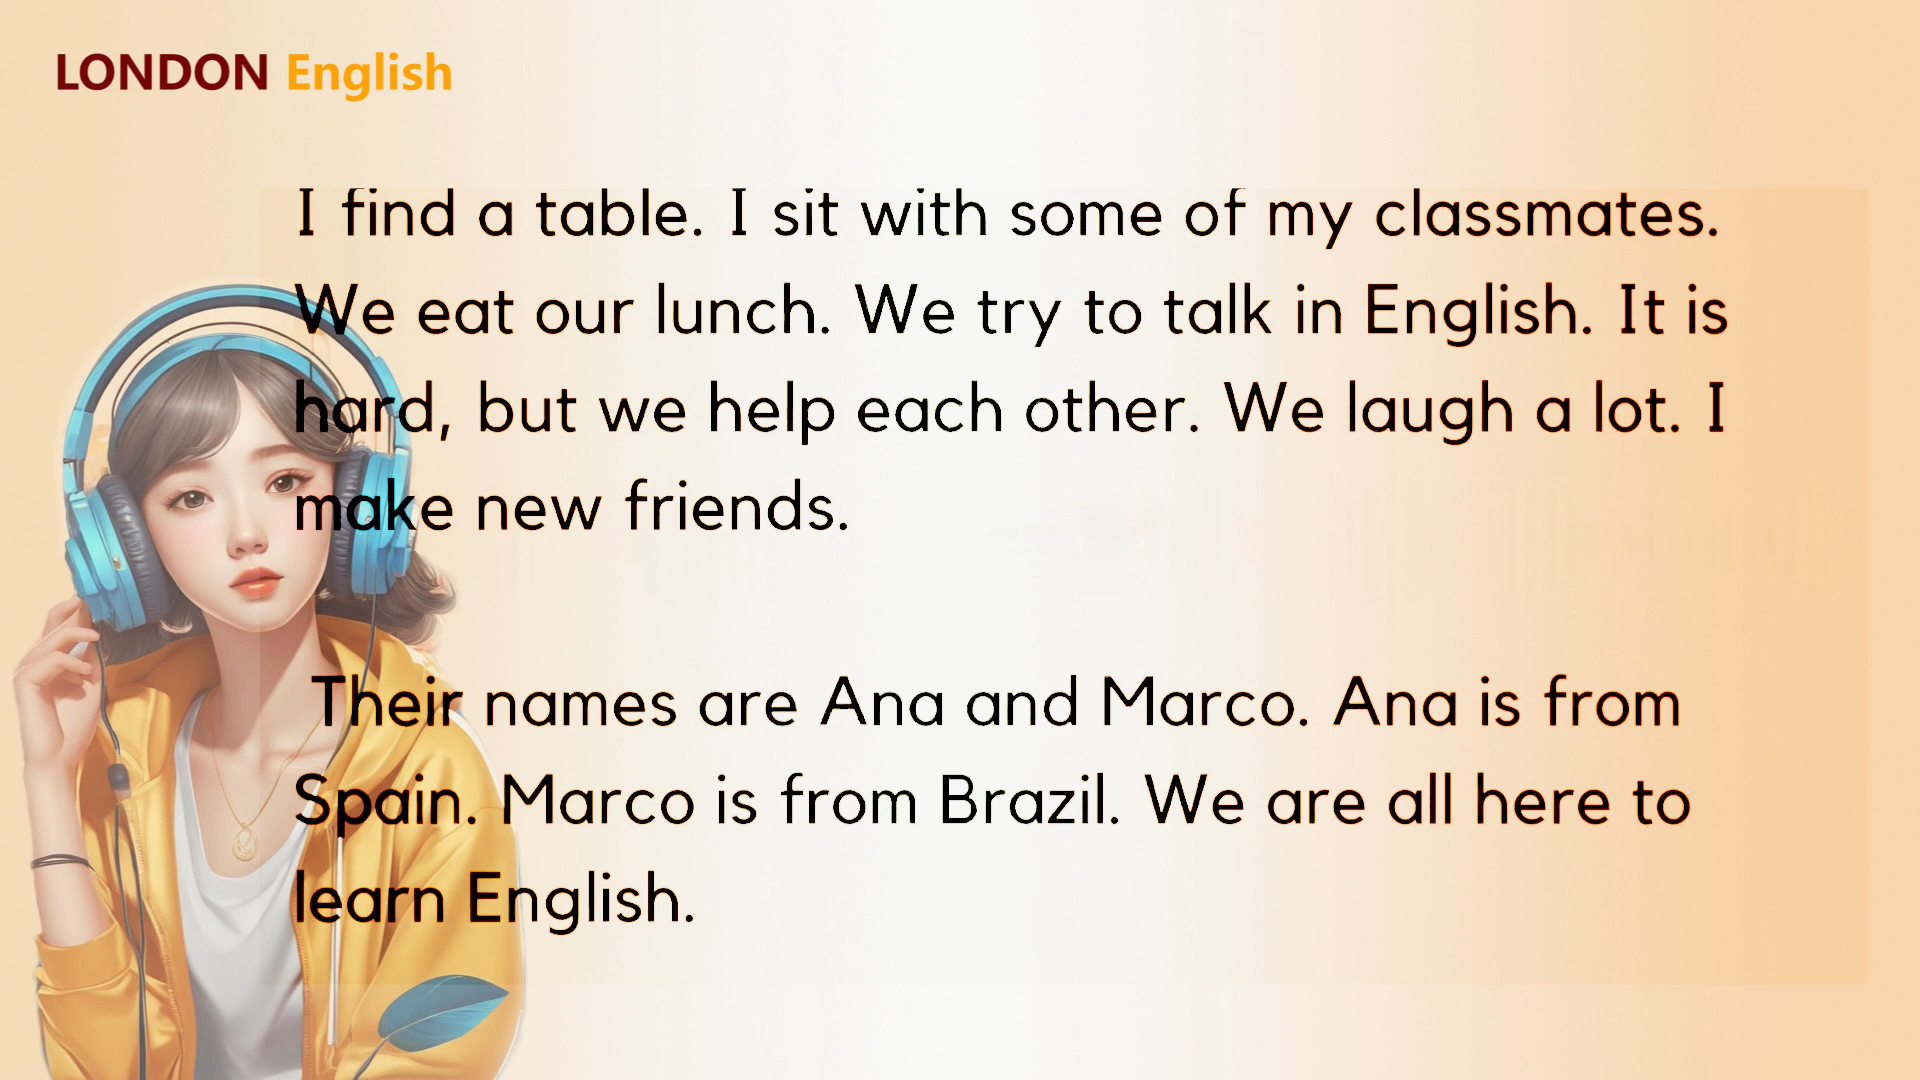 LONDON English
I find a table. I sit with some of my classmates.
We eat our lunch. We try to talk in English. It is
hard, but we help each other. We laugh a lot. I
make new friends.
Their names are Ana and Marco. Ana is from
Spain. Marco is from Brazil. We are all here to
learn English.